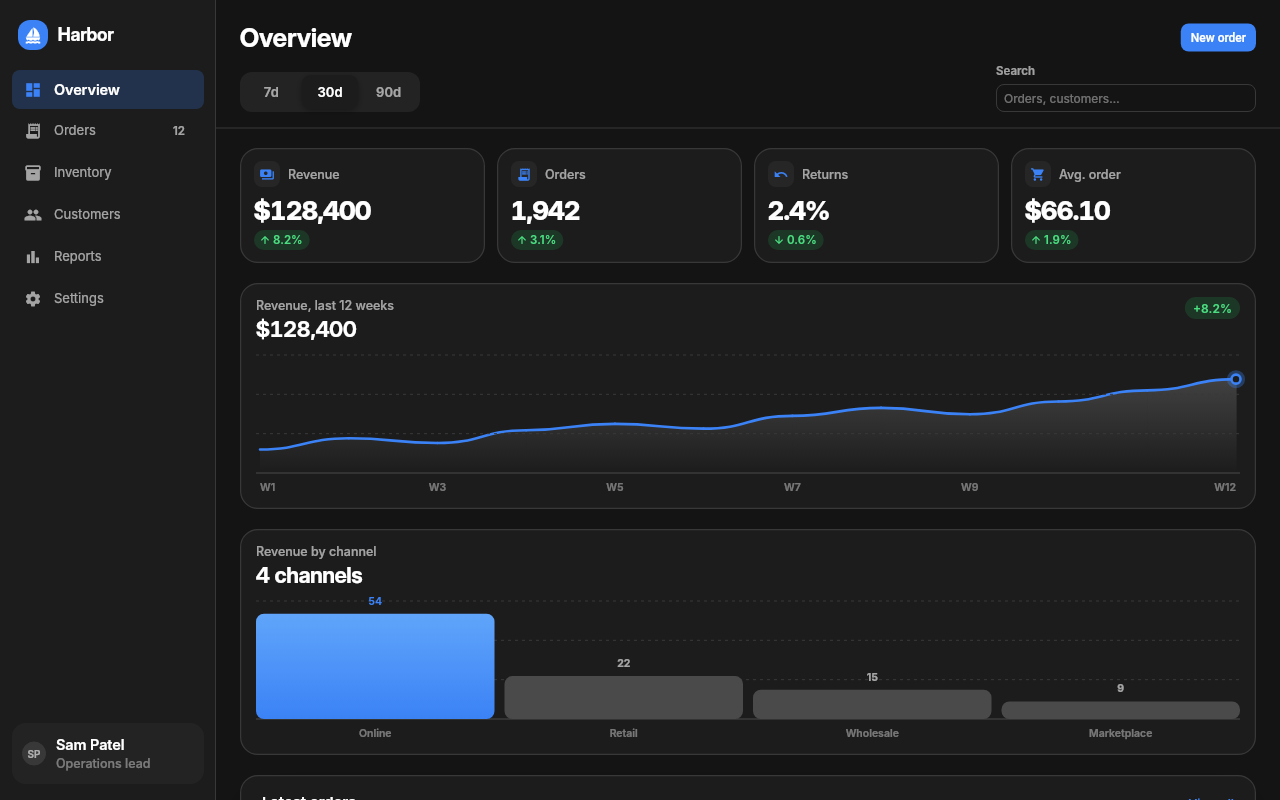 Harbor
Overview
Orders 12
Inventory
Customers
Reports
Settings
Sam Patel
SP
Operations lead
Overview
New order
7d 30d 90d
Search
Orders, customers...
Revenue
$128,400
↑ 8.2%
Orders
1,942
↑ 3.1%
Returns
2.4%
↓ 0.6%
Avg. order
$66.10
↑ 1.9%
Revenue, last 12 weeks
$128,400
+8.2%
W1 W3 W5 W7 W9 W12
Revenue by channel
4 channels
54
22
15
9
Online Retail Wholesale Marketplace
Latest orders